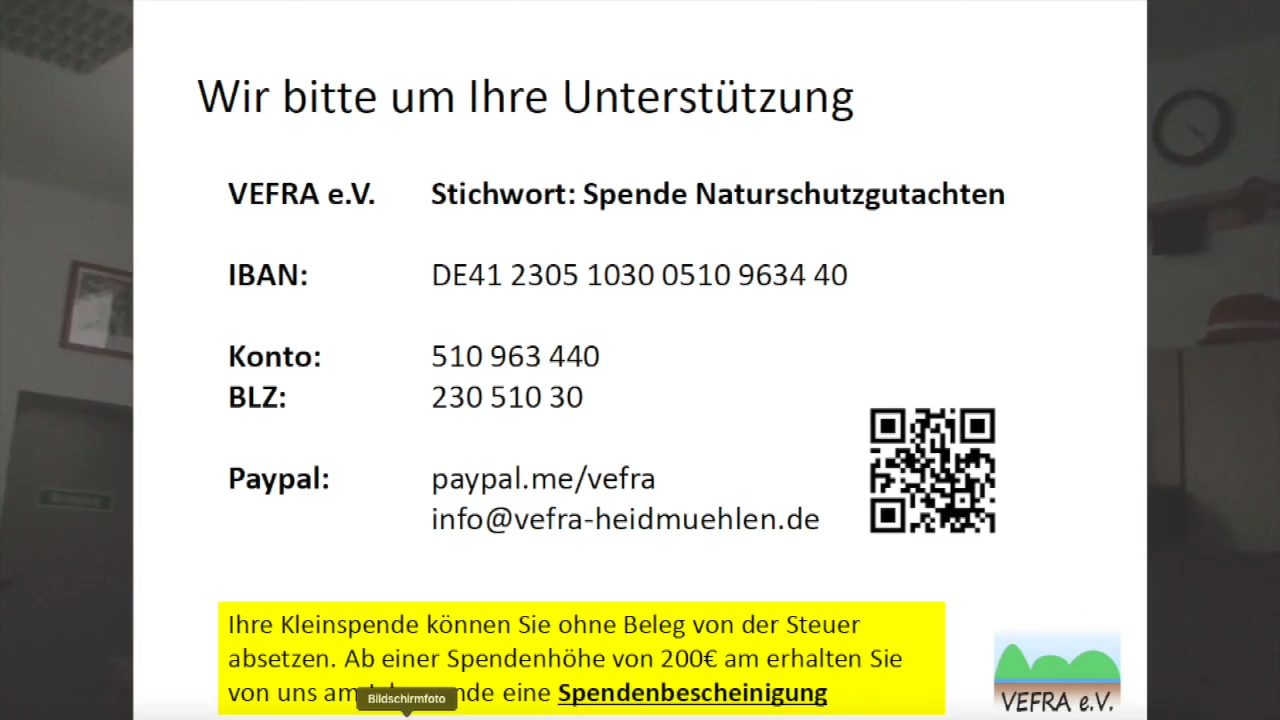 Wir bitte um Ihre Unterstützung
VEFRA e.V. Stichwort: Spende Naturschutzgutachten
IBAN: DE41 2305 1030 0510 9634 40
Konto: 510 963 440
BLZ: 230 510 30
Paypal: paypal.me/vefra
info@vefra-heidmuehlen.de
Ihre Kleinspende können Sie ohne Beleg von der Steuer
absetzen. Ab einer Spendenhöhe von 200€ am erhalten Sie
von uns am eine Spendenbescheinigung
Bildschirmfoto
VEFRA e.V.